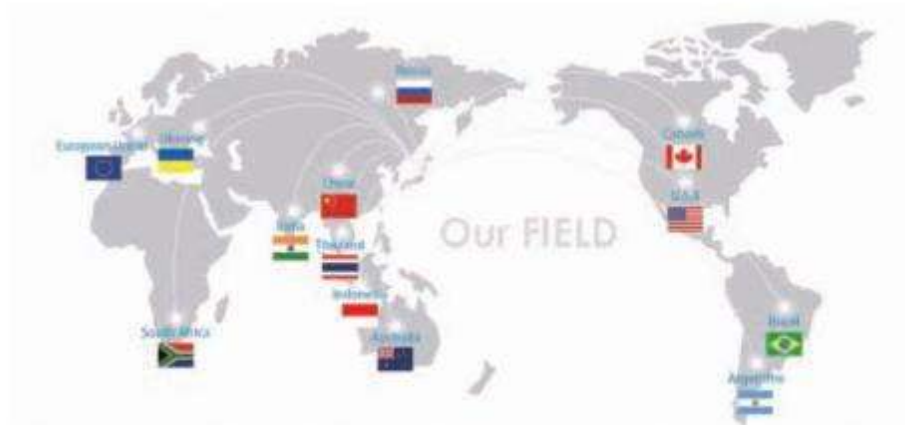 Russia
European Union
Ukraine
Canada
China
U.S.A
India
Our FIELD
Thailand
Indonesia
South Africa
Australia
Brazil
Argentina